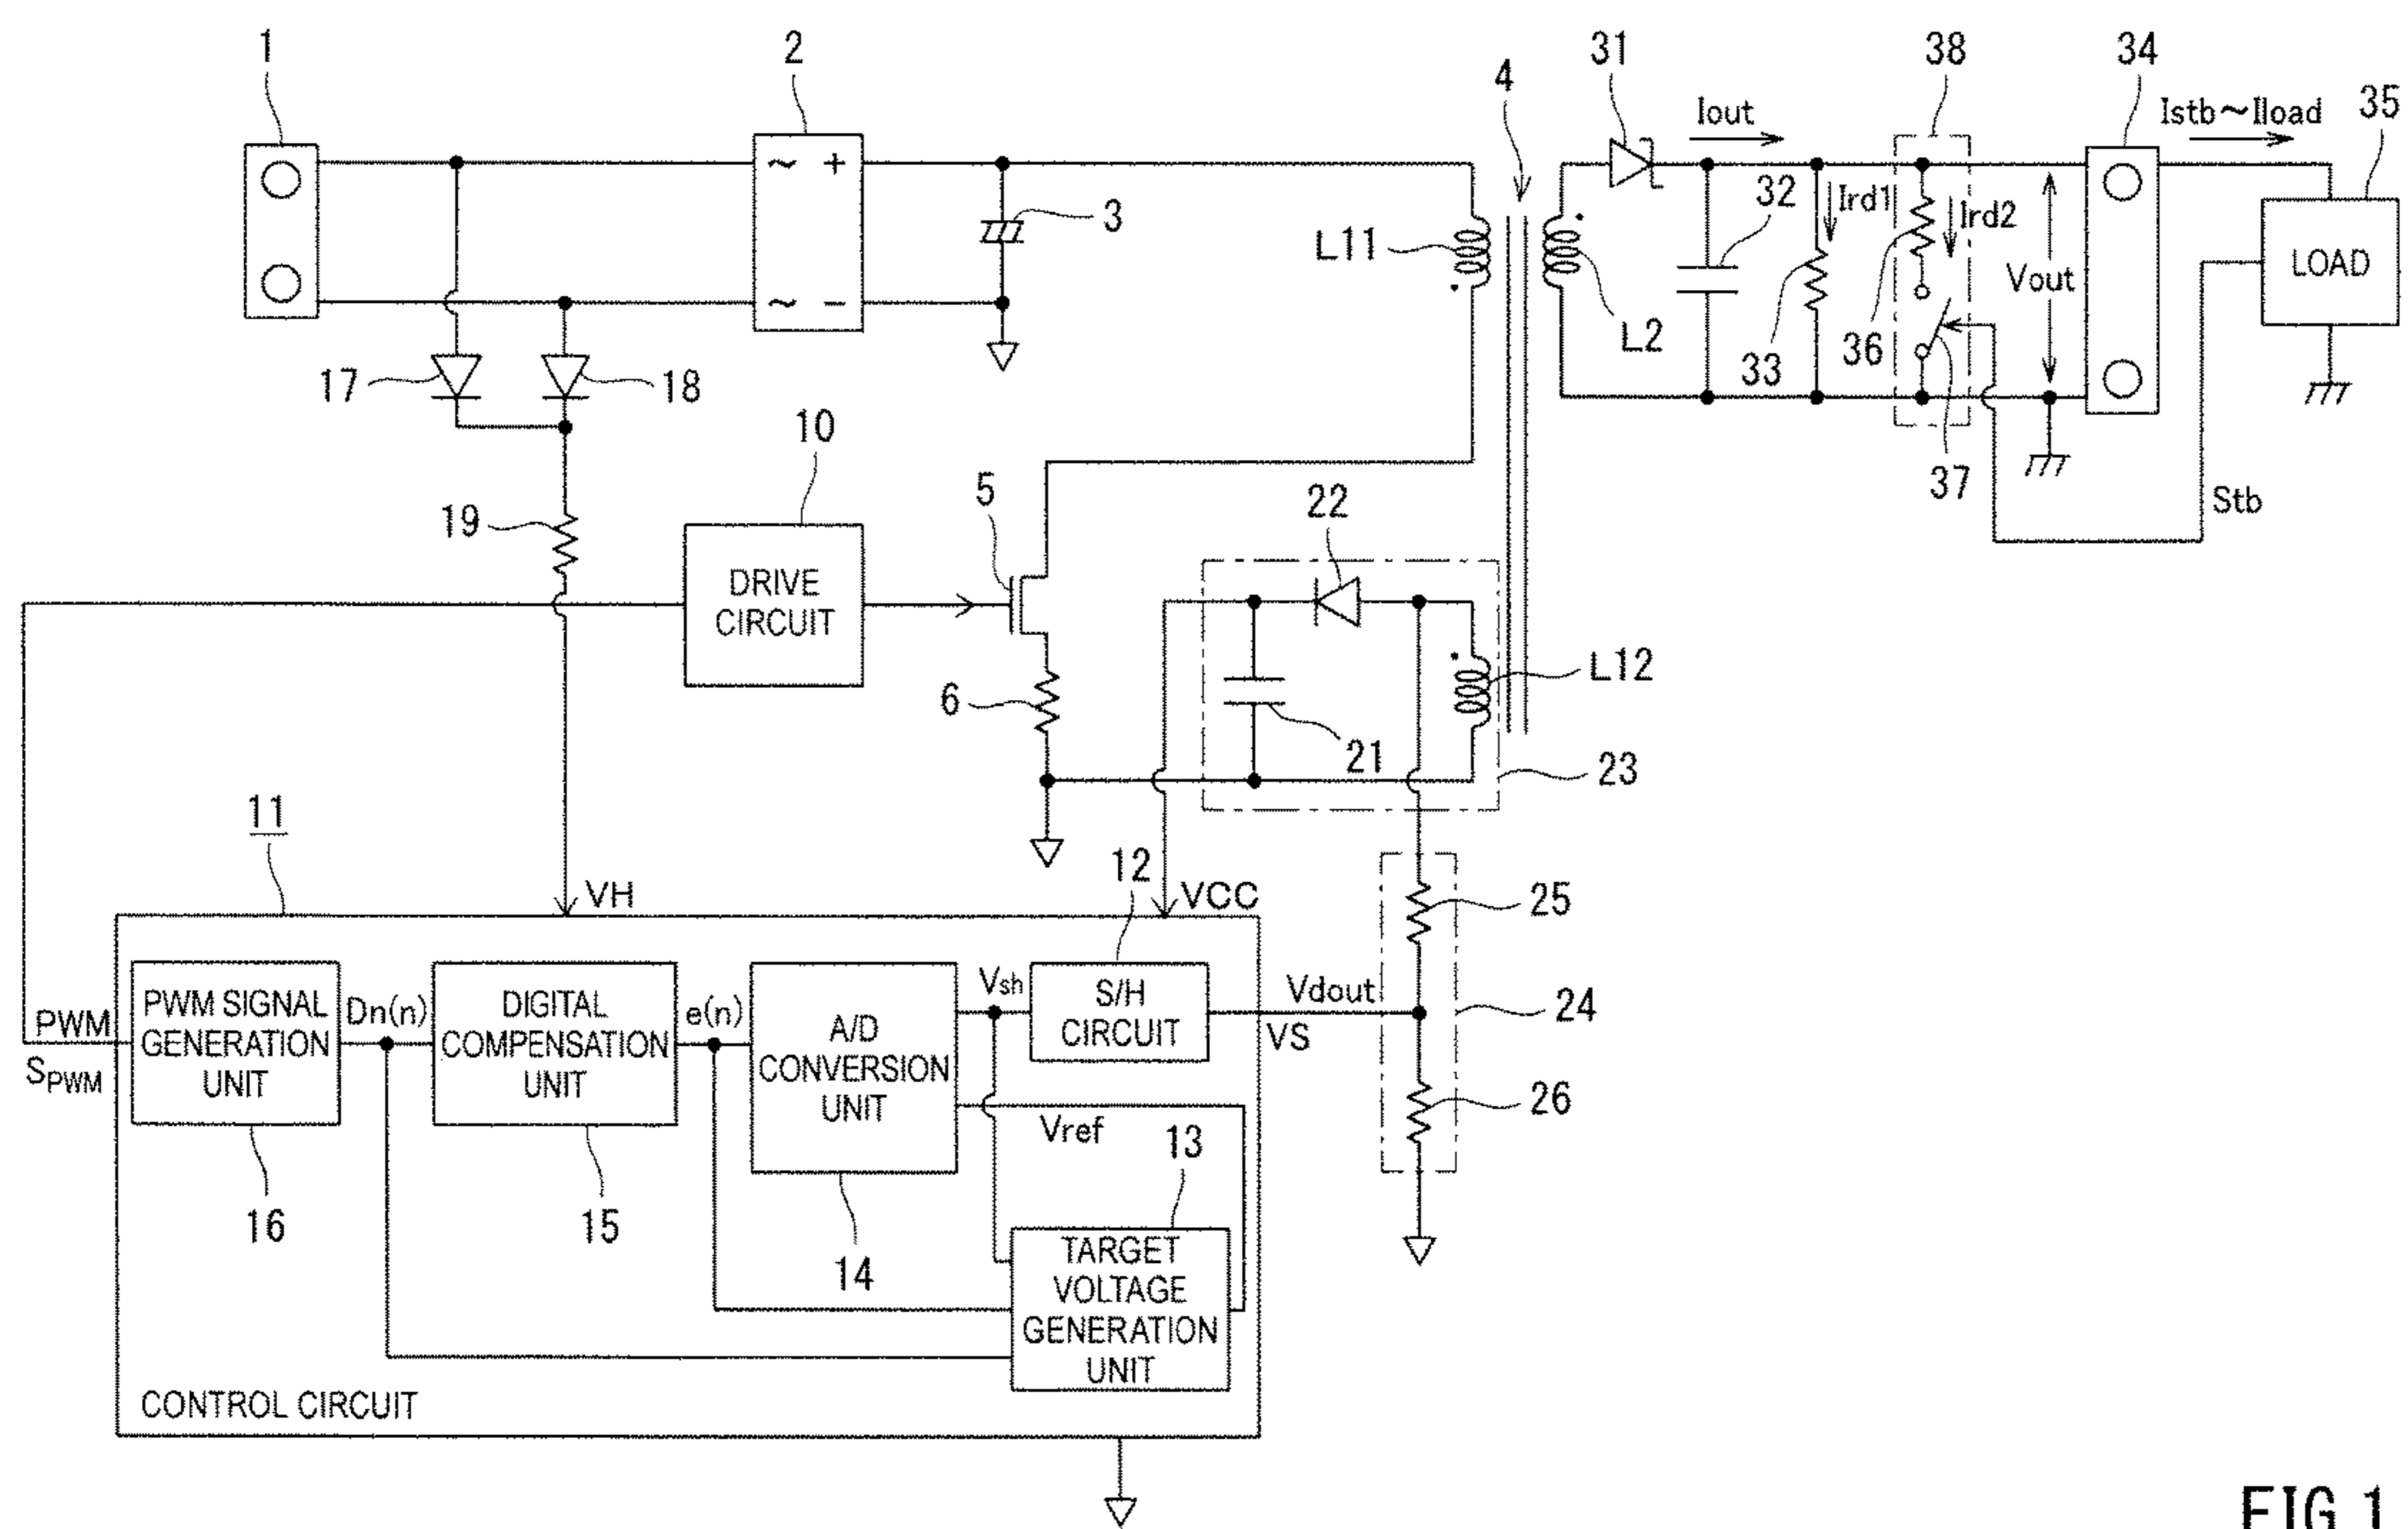 1
2
31
38
34
4
35
Iout
Istb~Iload
~ +
3
32
Ird1
Ird2
L11
LOAD
Vout
~ −
L2
33
36
17
18
10
37
5
22
Stb
19
DRIVE
CIRCUIT
L12
6
21
23
11
12
VH
VCC
25
PWM SIGNAL
GENERATION
UNIT
Dn(n)
DIGITAL
COMPENSATION
UNIT
e(n)
A/D
CONVERSION
UNIT
Vsh
S/H
CIRCUIT
Vdout
24
PWM
VS
SPWM
26
Vref
13
16
15
14
TARGET
VOLTAGE
GENERATION
UNIT
CONTROL CIRCUIT
FIG.1